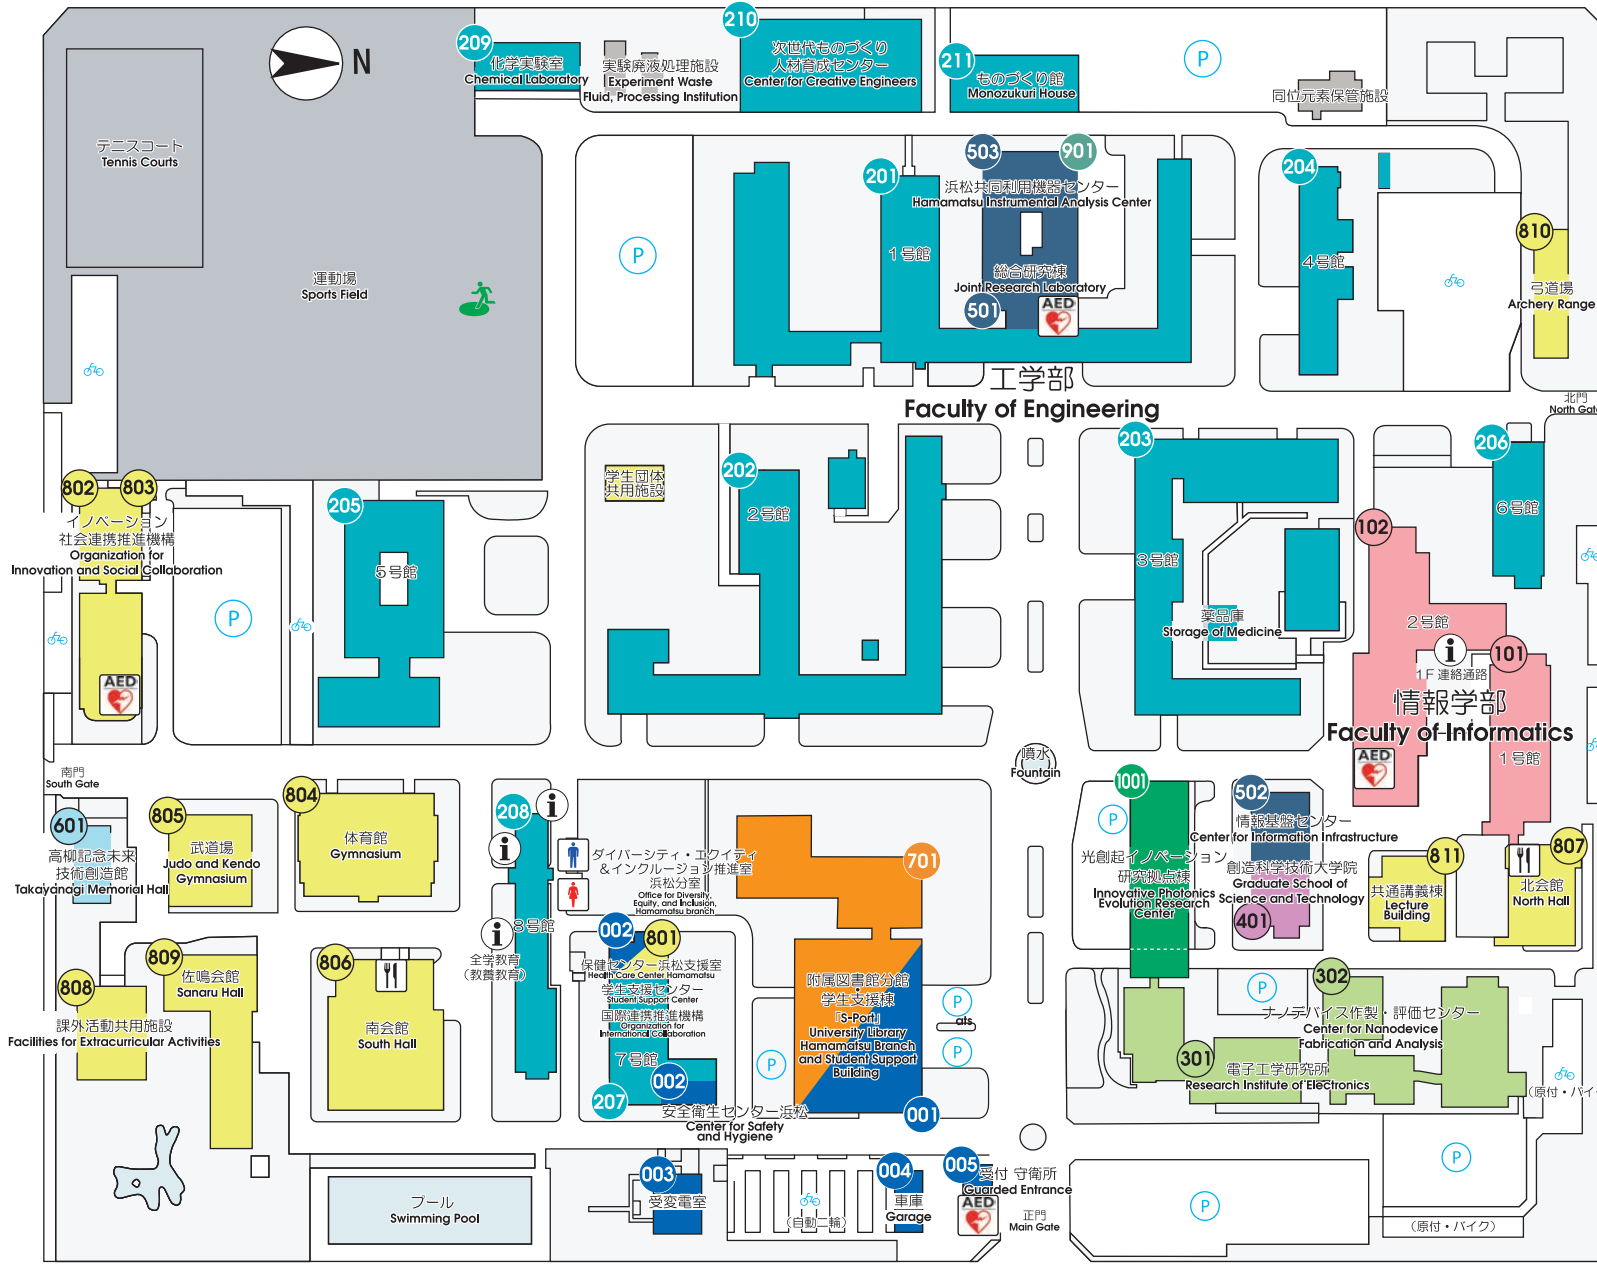 N
209
化学実験室
Chemical Laboratory
実験廃液処理施設
Experiment Waste
Fluid, Processing Institution
210
次世代ものづくり
人材育成センター
Center for Creative Engineers
211
ものづくり館
Monozukuri House
P
同位元素保管施設
テニスコート
Tennis Courts
運動場
Sports Field
P
201
1号館
503
901
浜松共同利用機器センター
Hamamatsu Instrumental Analysis Center
総合研究棟
Joint Research Laboratory
501
AED
204
4号館
810
弓道場
Archery Range
工学部
Faculty of Engineering
北門
North Gate
802
803
イノベーション
社会連携推進機構
Organization for
Innovation and Social Collaboration
AED
P
205
5号館
学生団体
共用施設
202
2号館
203
3号館
薬品庫
Storage of Medicine
206
6号館
102
2号館
i
101
1F 連絡通路
情報学部
Faculty of Informatics
1号館
AED
南門
South Gate
噴水
Fountain
601
高柳記念未来
技術創造館
Takayanagi Memorial Hall
805
武道場
Judo and Kendo
Gymnasium
804
体育館
Gymnasium
208
i
i
i
8号館
全学教育
(教養教育)
ダイバーシティ・エクイティ
&インクルージョン推進室
浜松分室
Office for Diversity,
Equity, and Inclusion,
Hamamatsu branch
701
1001
P
光創起イノベーション
研究拠点棟
Innovative Photonics
Evolution Research
Center
502
情報基盤センター
Center for Information Infrastructure
創造科学技術大学院
Graduate School of
Science and Technology
401
811
共通講義棟
Lecture
Building
807
北会館
North Hall
808
課外活動共用施設
Facilities for Extracurricular Activities
809
佐鳴会館
Sanaru Hall
806
南会館
South Hall
002
801
保健センター浜松支援室
Health Care Center Hamamatsu
学生支援センター
Student Support Center
国際連携推進機構
Organization for
International Collaboration
7号館
002
207
安全衛生センター浜松
Center for Safety
and Hygiene
P
附属図書館分館
・
学生支援棟
「S-Port」
University Library
Hamamatsu Branch
and Student Support
Building
001
P
ats
P
P
302
ナノデバイス作製・評価センター
Center for Nanodevice
Fabrication and Analysis
301
電子工学研究所
Research Institute of Electronics
(原付・バイク
P
プール
Swimming Pool
003
受変電室
(自動二輪)
004
車庫
Garage
005
受付 守衛所
Guarded Entrance
AED
正門
Main Gate
P
(原付・バイク)